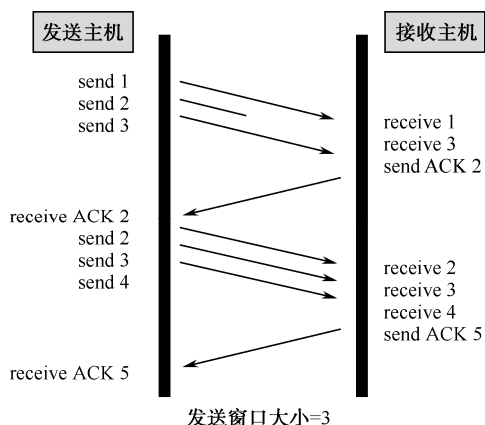 发送主机
接收主机
send 1
send 2
send 3
receive 1
receive 3
send ACK 2
receive ACK 2
send 2
send 3
send 4
receive 2
receive 3
receive 4
send ACK 5
receive ACK 5
发送窗口大小=3